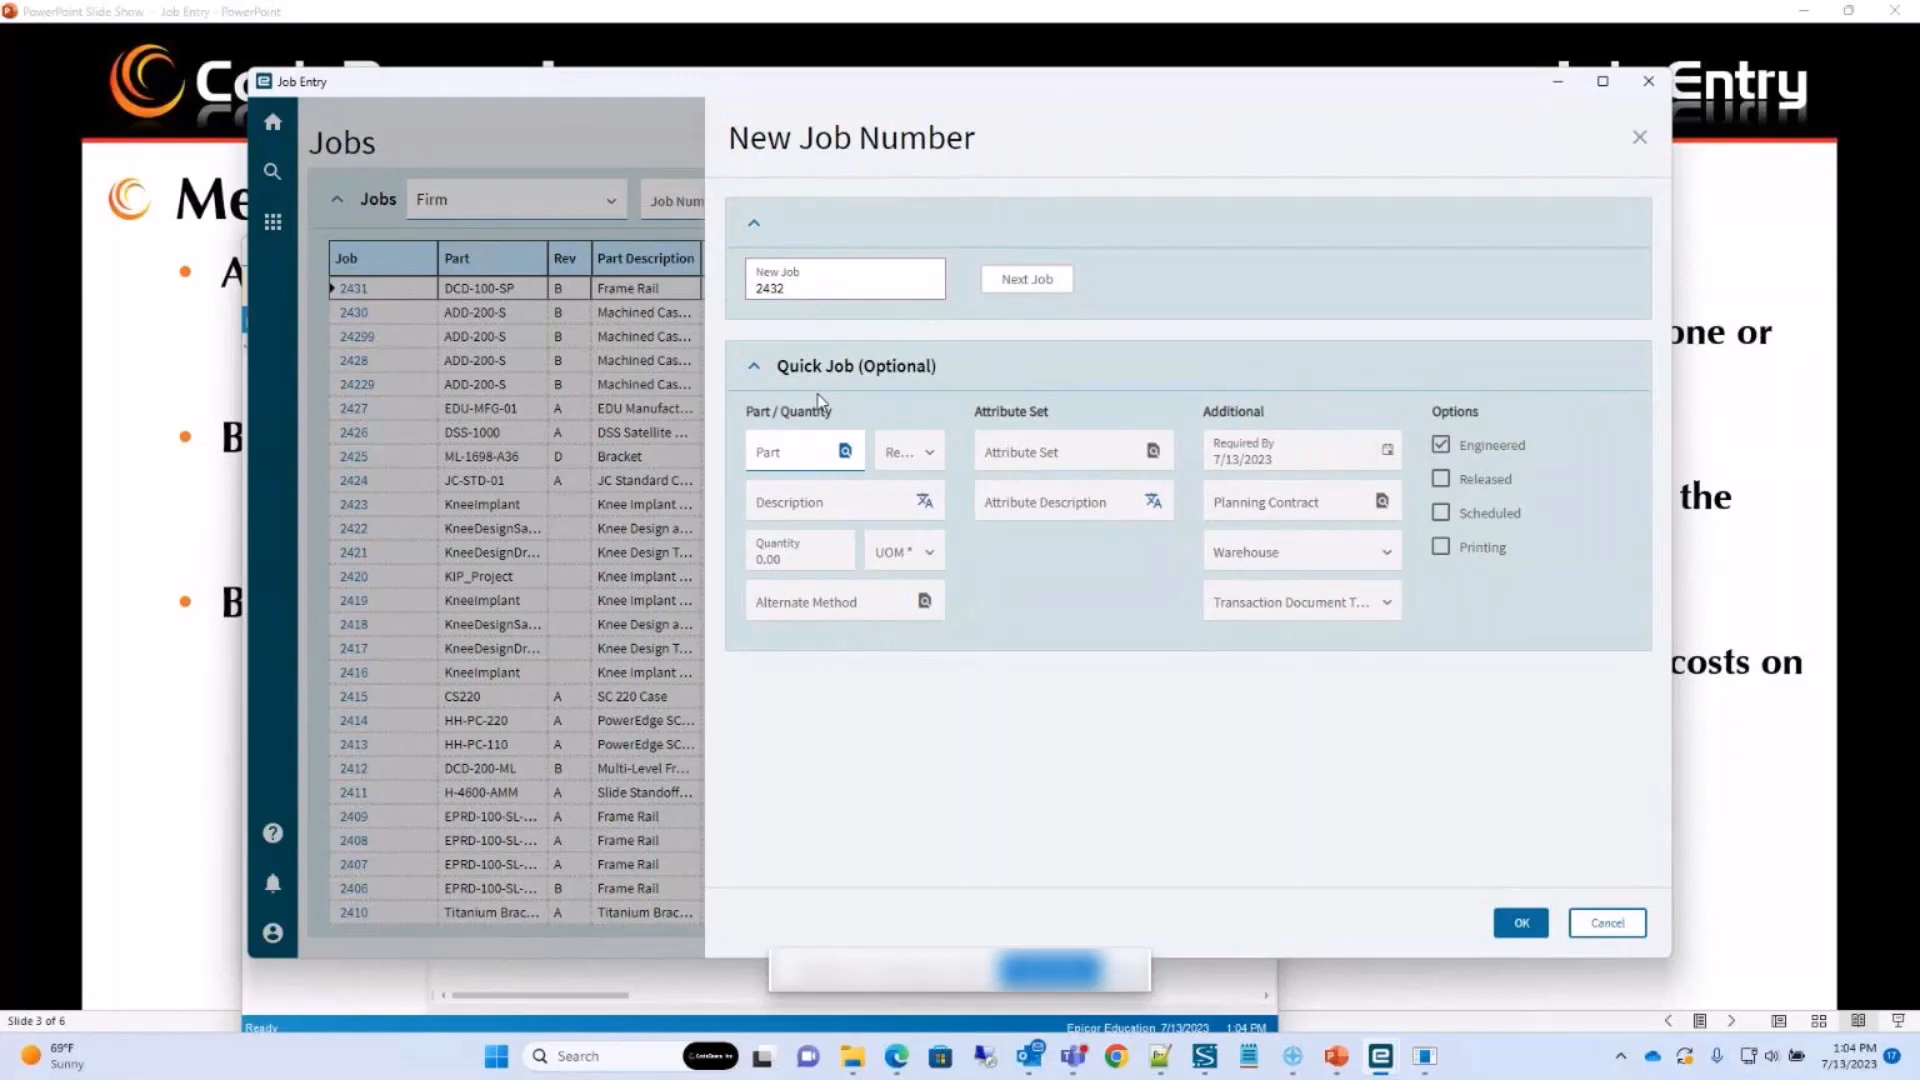 PowerPoint Slide Show - Job Entry - PowerPoint
Entry
Job Entry
Jobs
Jobs
Firm
Job Num
Job Part Rev Part Description
2431 DCD-100-SP B Frame Rail
2430 ADD-200-S B Machined Cas...
24299 ADD-200-S B Machined Cas...
2428 ADD-200-S B Machined Cas...
24229 ADD-200-S B Machined Cas...
2427 EDU-MFG-01 A EDU Manufact...
2426 DSS-1000 A DSS Satellite ...
2425 ML-1698-A36 D Bracket
2424 JC-STD-01 A JC Standard C...
2423 KneeImplant Knee Implant ...
2422 KneeDesignSa... Knee Design a...
2421 KneeDesignDr... Knee Design T...
2420 KIP_Project Knee Implant ...
2419 KneeImplant Knee Implant ...
2418 KneeDesignSa... Knee Design a...
2417 KneeDesignDr... Knee Design T...
2416 KneeImplant Knee Implant ...
2415 CS220 A SC 220 Case
2414 HH-PC-220 A PowerEdge SC...
2413 HH-PC-110 A PowerEdge SC...
2412 DCD-200-ML B Multi-Level Fr...
2411 H-4600-AMM A Slide Standoff...
2409 EPRD-100-SL-... A Frame Rail
2408 EPRD-100-SL-... A Frame Rail
2407 EPRD-100-SL-... A Frame Rail
2406 EPRD-100-SL-... B Frame Rail
2410 Titanium Brac... A Titanium Brac...
New Job Number
New Job
2432
Next Job
Quick Job (Optional)
Part / Quantity Attribute Set Additional Options
Part Re... Attribute Set Required By
7/13/2023
Engineered
Description Attribute Description Planning Contract
Released
Scheduled
Quantity
0.00
UOM * Warehouse
Printing
Alternate Method Transaction Document T...
OK Cancel
Me
A
B
B
one or
the
costs on
Ready
Epicor Education 7/13/2023 1:04 PM
Slide 3 of 6
69°F
Sunny
Search
1:04 PM
7/13/2023
17